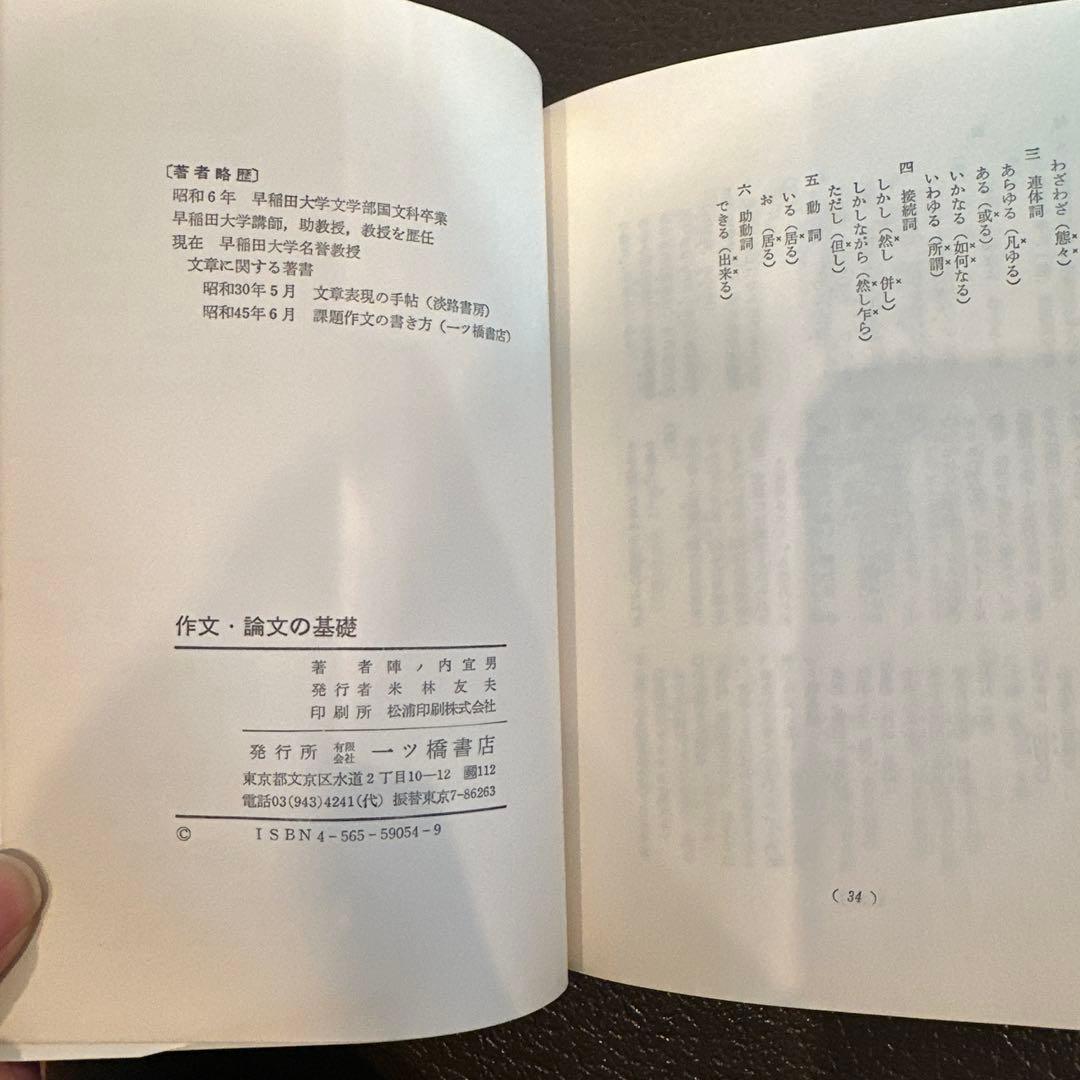 〔著者略歴〕
昭和6年 早稲田大学文学部国文科卒業
早稲田大学講師，助教授，教授を歴任
現在 早稲田大学名誉教授
文章に関する著書
昭和30年5月 文章表現の手帖（淡路書房）
昭和45年6月 課題作文の書き方（一ツ橋書店）
作文・論文の基礎
著者 陣ノ内宜男
発行者 米林友夫
印刷所 松浦印刷株式会社
発行所 有限会社 一ツ橋書店
東京都文京区水道2丁目10―12 〠112
電話03(943)4241(代) 振替東京7-86263
© ISBN4-565-59054-9
わざわざ（態々）
三 連体詞
あらゆる（凡ゆる）
ある（或る）
いかなる（如何なる）
いわゆる（所謂）
四 接続詞
しかし（然し 併し）
しかしながら（然し乍ら）
ただし（但し）
五 動詞
いる（居る）
お（居る）
六 助動詞
できる（出来る）
（34）